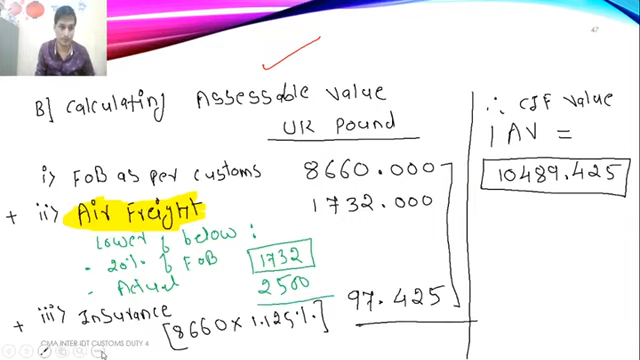 47
B] Calculating Assessable Value
UK Pound
i) FOB as per customs 8660.000
+ ii) Air Freight 1732.000
Lower of below :
- 20% of FOB 1732
- Actual 2500
+ iii) Insurance 97.425
[8660 x 1.125%.]
∴ CIF value
| AV =
10489.425
CMA INTER IDT CUSTOMS DUTY 4